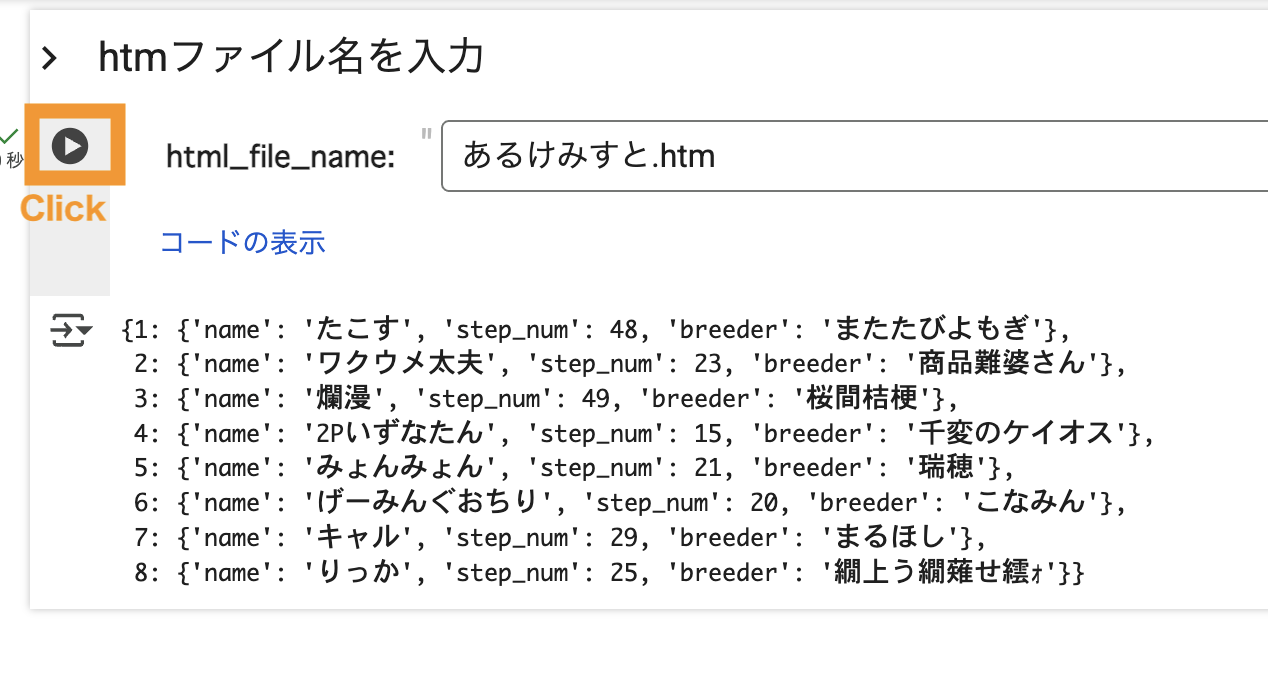 htmファイル名を入力
秒
html_file_name:
"
あるけみすと.htm
Click
コードの表示
{1: {'name': 'たこす', 'step_num': 48, 'breeder': 'またたびよもぎ'},
2: {'name': 'ワクウメ太夫', 'step_num': 23, 'breeder': '商品難婆さん'},
3: {'name': '爛漫', 'step_num': 49, 'breeder': '桜間桔梗'},
4: {'name': '2Pいずなたん', 'step_num': 15, 'breeder': '千変のケイオス'},
5: {'name': 'みょんみょん', 'step_num': 21, 'breeder': '瑞穂'},
6: {'name': 'げーみんぐおちり', 'step_num': 20, 'breeder': 'こなみん'},
7: {'name': 'キャル', 'step_num': 29, 'breeder': 'まるほし'},
8: {'name': 'りっか', 'step_num': 25, 'breeder': '繝上う繝薙せ繧ｫ'}}